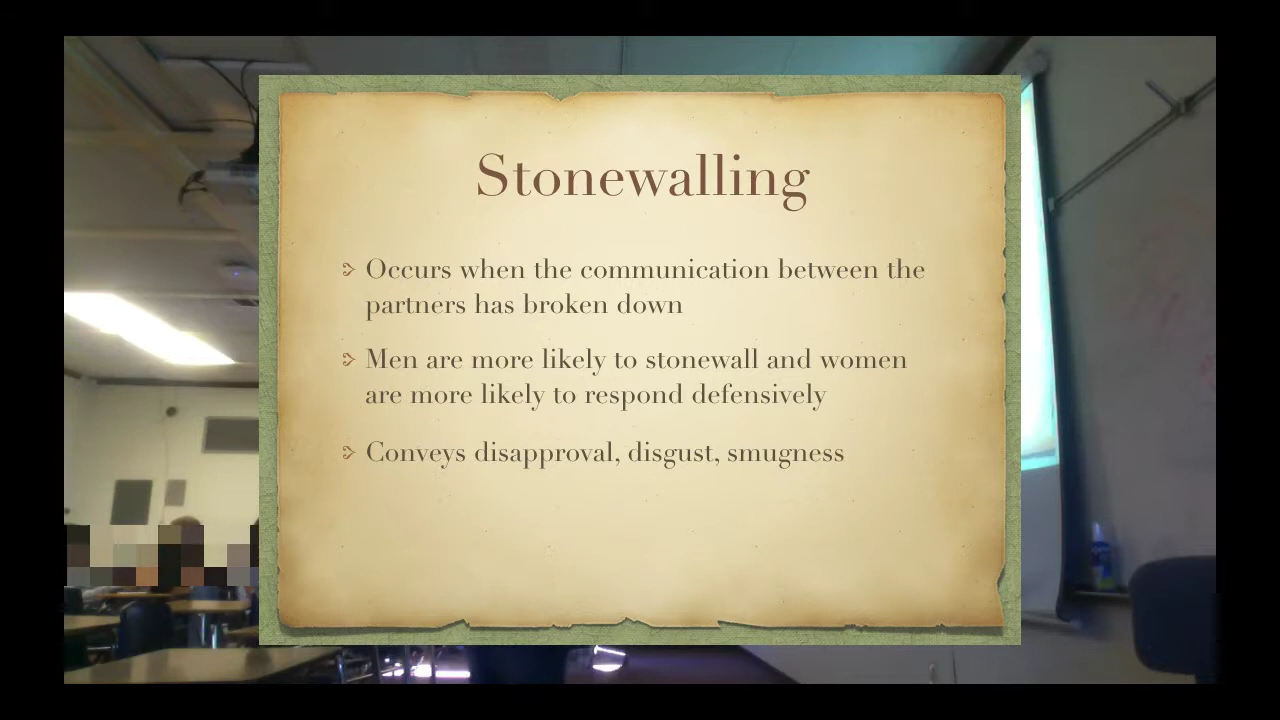 Stonewalling
Occurs when the communication between the
partners has broken down
Men are more likely to stonewall and women
are more likely to respond defensively
Conveys disapproval, disgust, smugness